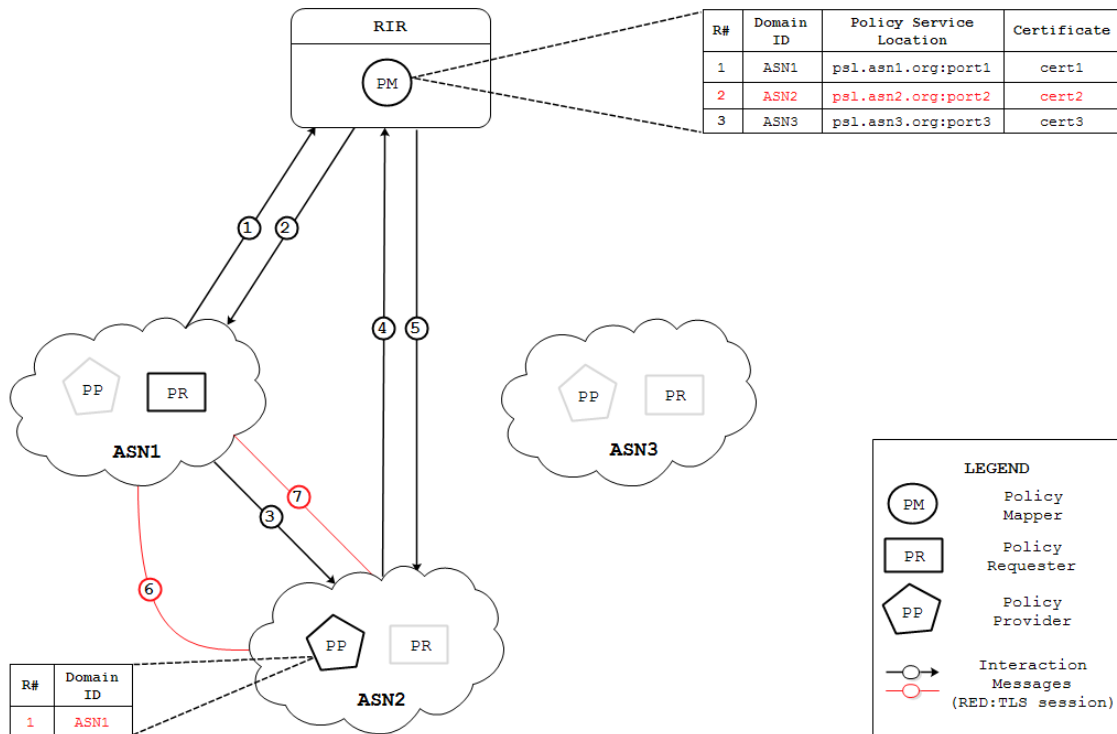 RIR
PM
R# Domain ID Policy Service Location Certificate
1 ASN1 psl.asn1.org:port1 cert1
2 ASN2 psl.asn2.org:port2 cert2
3 ASN3 psl.asn3.org:port3 cert3
1
2
4
5
PP
PR
ASN1
PP
PR
ASN3
7
3
6
PP
PR
ASN2
R# Domain ID
1 ASN1
LEGEND
PM
Policy
Mapper
PR
Policy
Requester
PP
Policy
Provider
Interaction
Messages
(RED:TLS session)